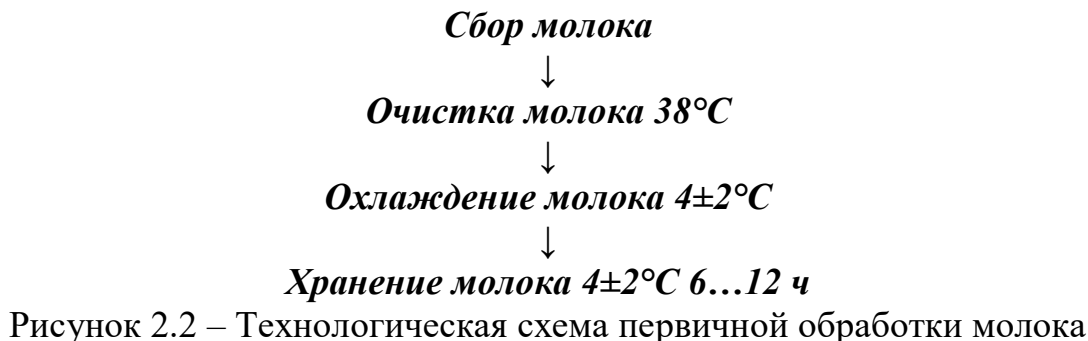 Сбор молока
↓
Очистка молока 38°С
↓
Охлаждение молока 4±2°С
↓
Хранение молока 4±2°С 6…12 ч
Рисунок 2.2 – Технологическая схема первичной обработки молока